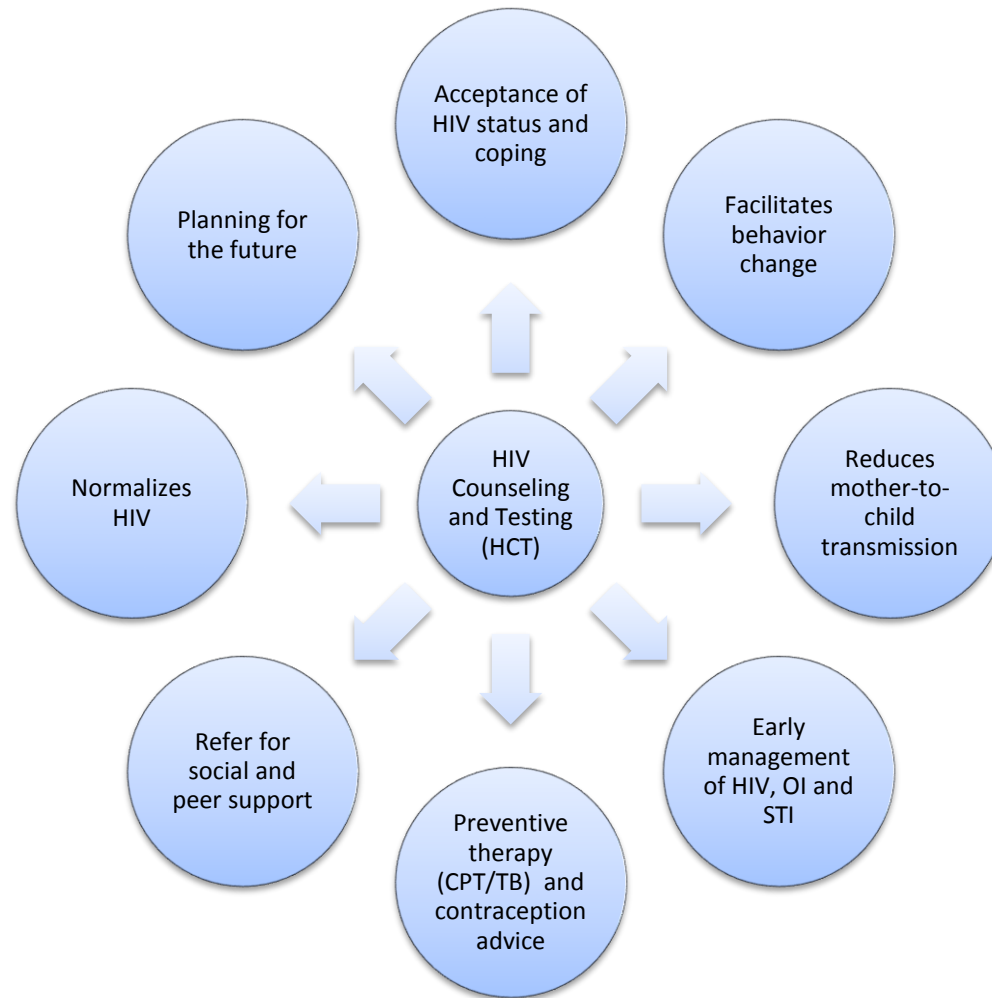 Acceptance of
HIV status and
coping
Facilitates
behavior
change
Reduces
mother-to-
child
transmission
Early
management
of HIV, OI and
STI
Preventive
therapy
(CPT/TB) and
contraception
advice
Refer for
social and
peer support
Normalizes
HIV
Planning for
the future
HIV
Counseling
and Testing
(HCT)